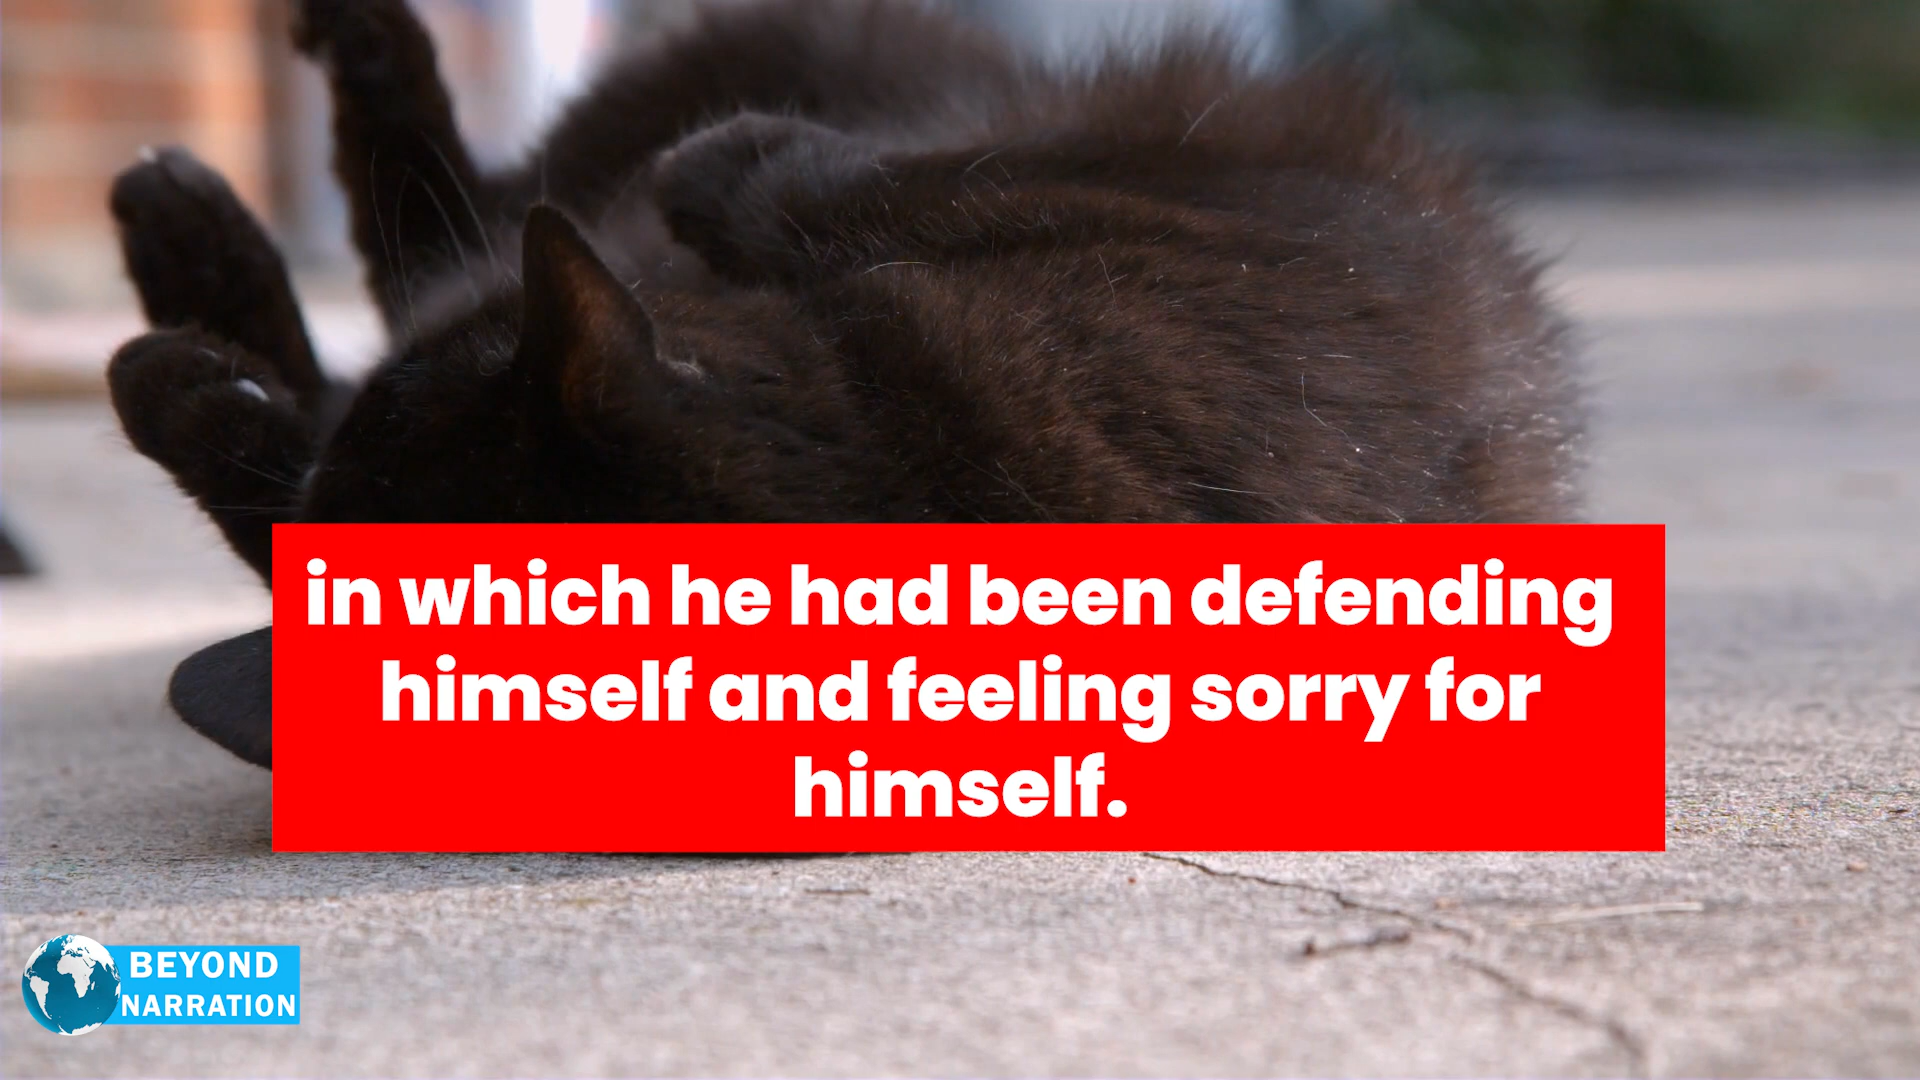 in which he had been defending
himself and feeling sorry for
himself.
BEYOND
NARRATION